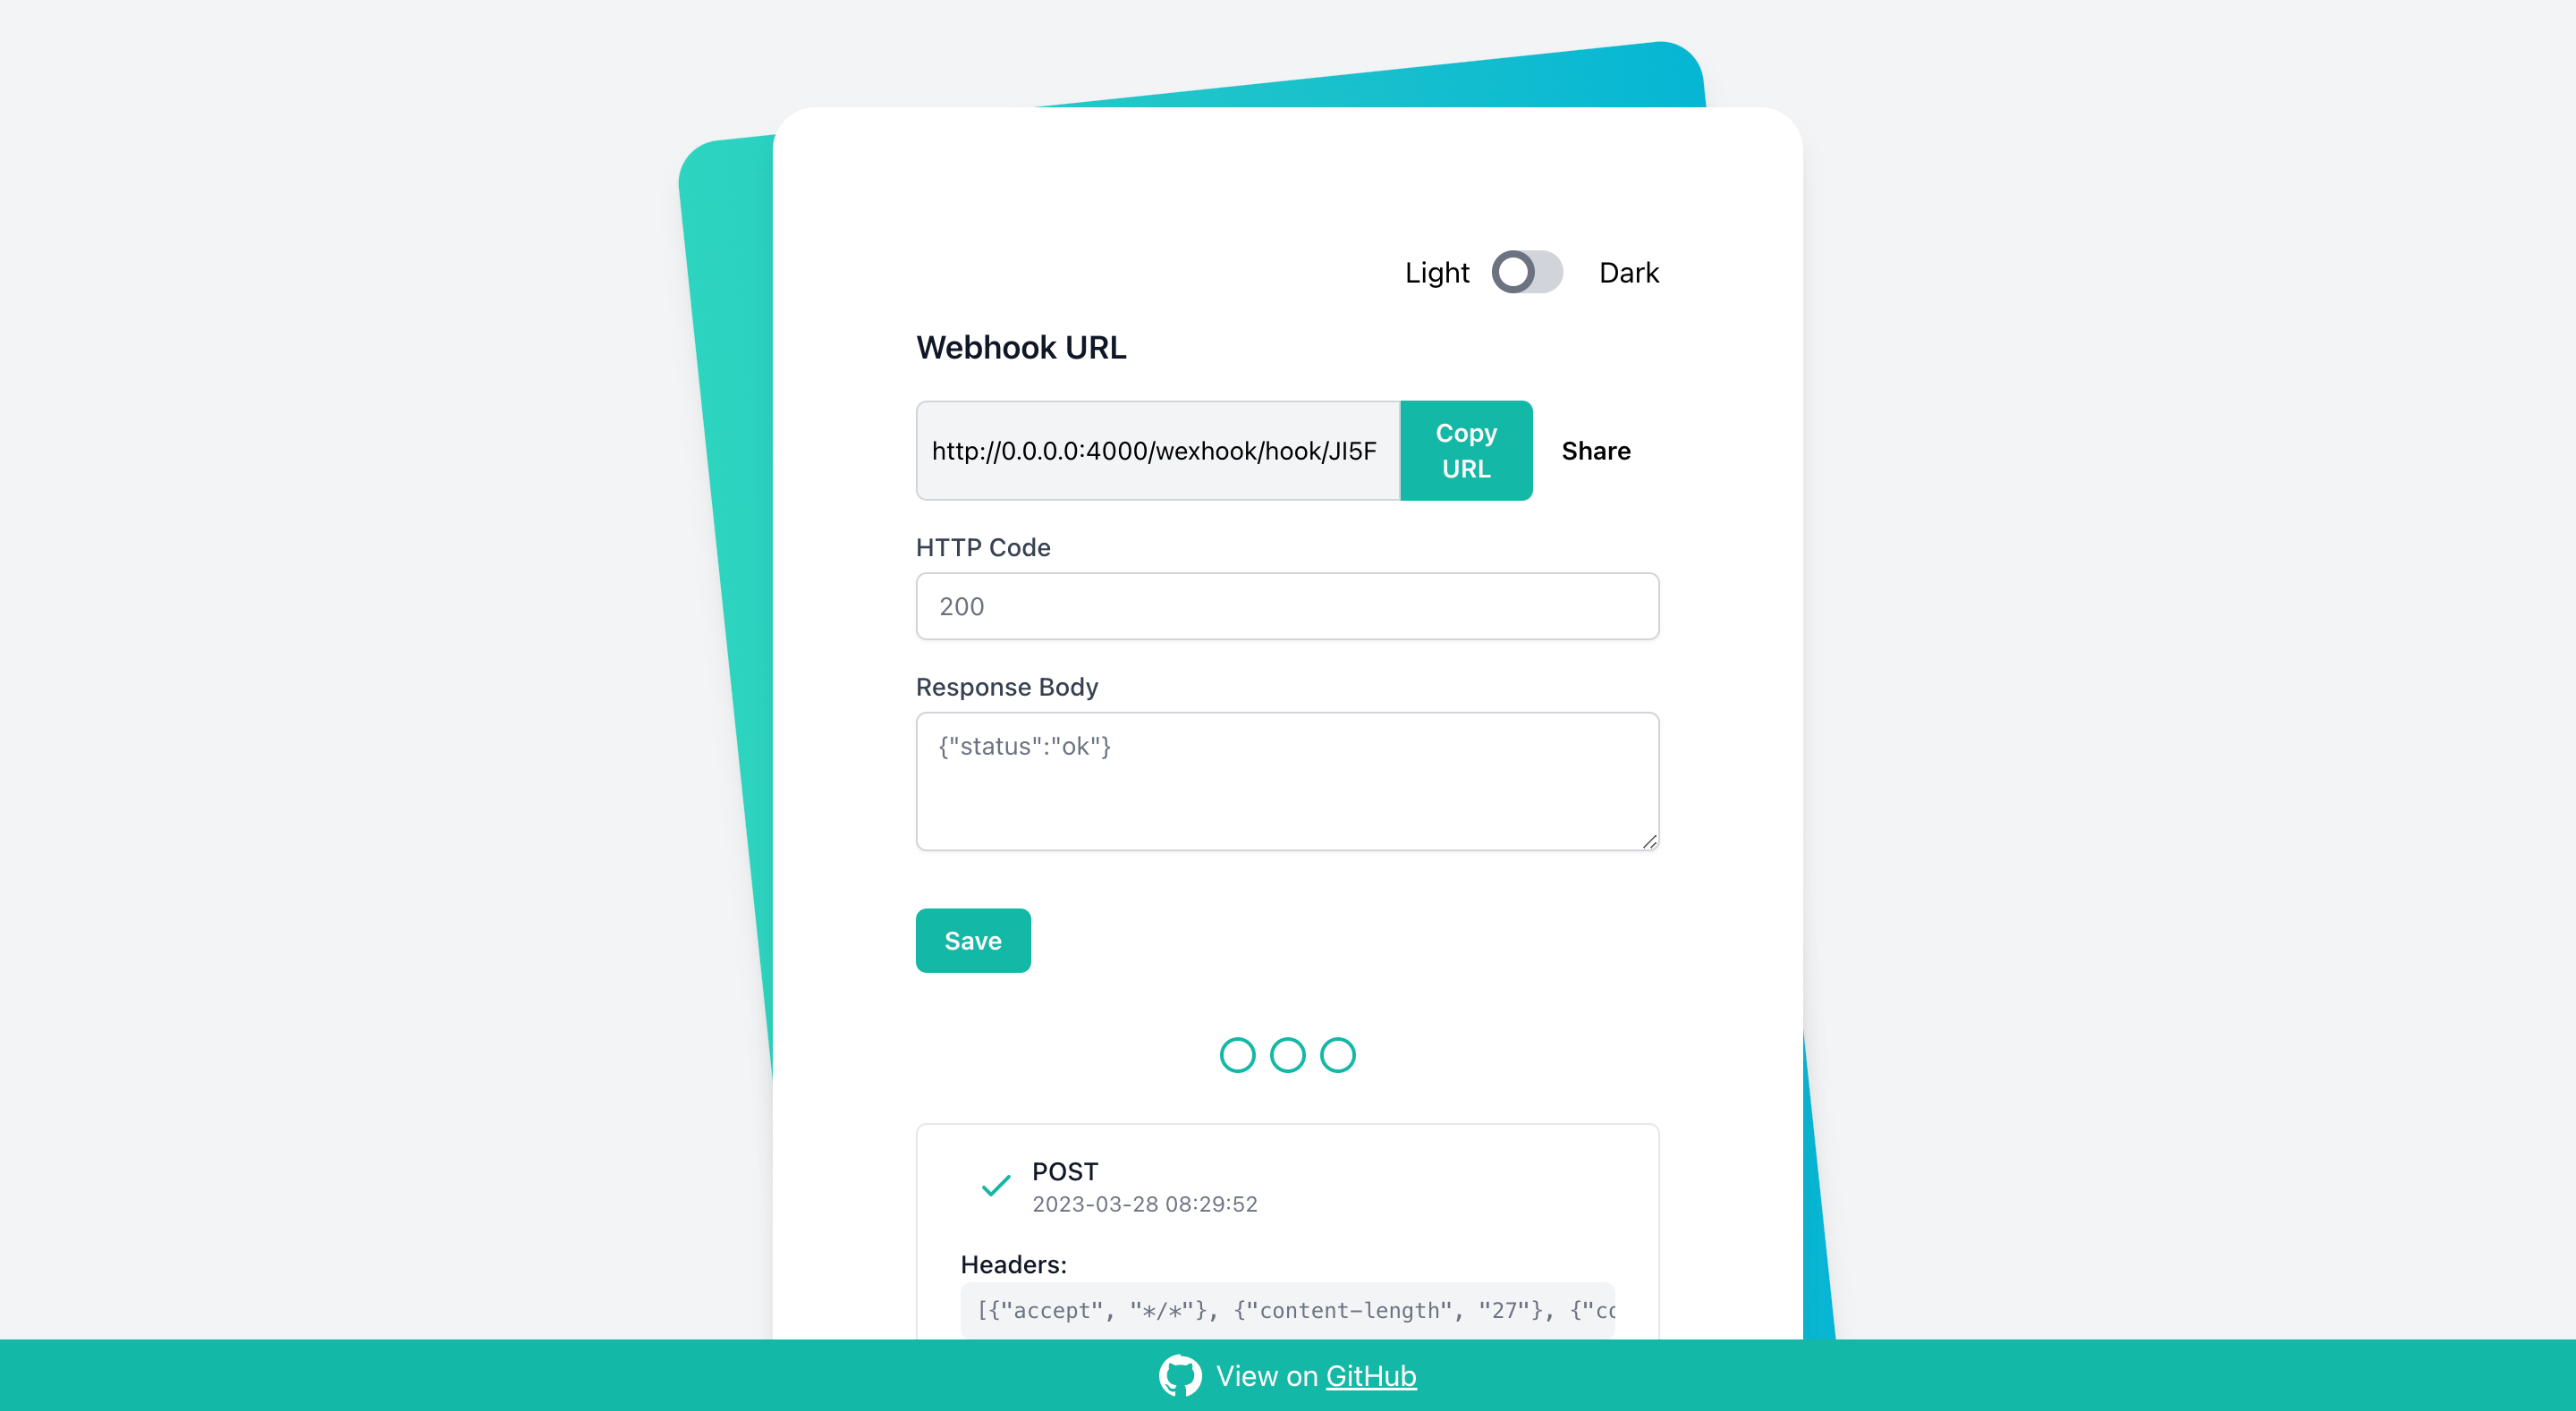 Light Dark
Webhook URL
http://0.0.0.0:4000/wexhook/hook/JI5F
Copy
URL
Share
HTTP Code
200
Response Body
{"status":"ok"}
Save
POST
2023-03-28 08:29:52
Headers:
[{"accept", "*/*"}, {"content-length", "27"}, {"co
View on GitHub